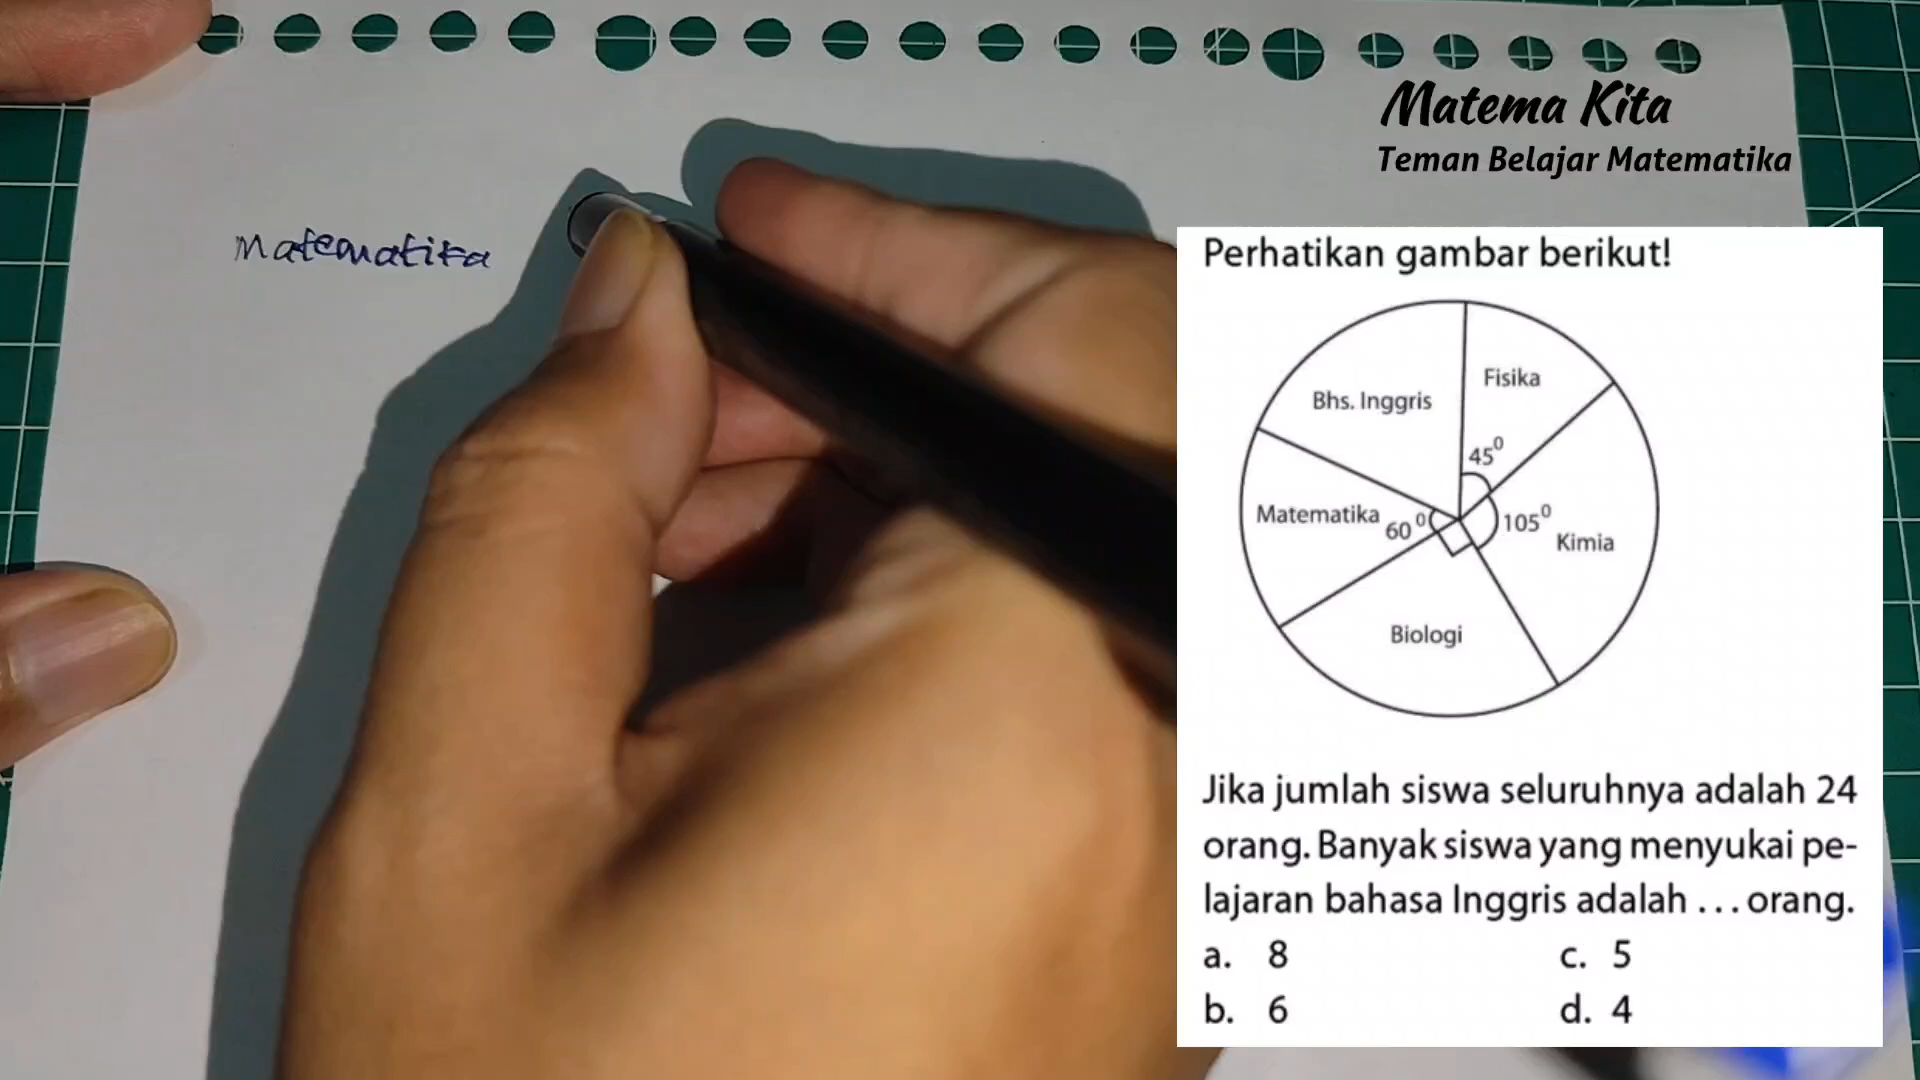 Matema Kita
Teman Belajar Matematika
Matematika
Perhatikan gambar berikut!
Fisika
Bhs. Inggris
45⁰
Matematika 60⁰
105⁰
Kimia
Biologi
Jika jumlah siswa seluruhnya adalah 24
orang. Banyak siswa yang menyukai pe-
lajaran bahasa Inggris adalah . . . orang.
a. 8 c. 5
b. 6 d. 4